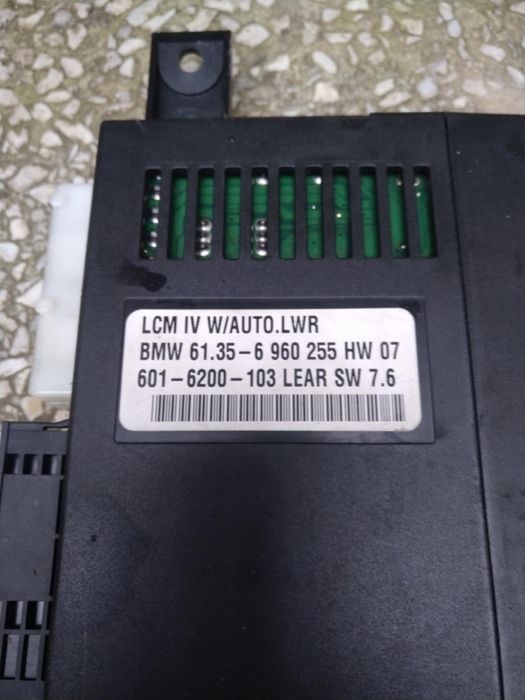 LCM IV W/AUTO.LWR
BMW 61.35-6 960 255 HW 07
601-6200-103 LEAR SW 7.6